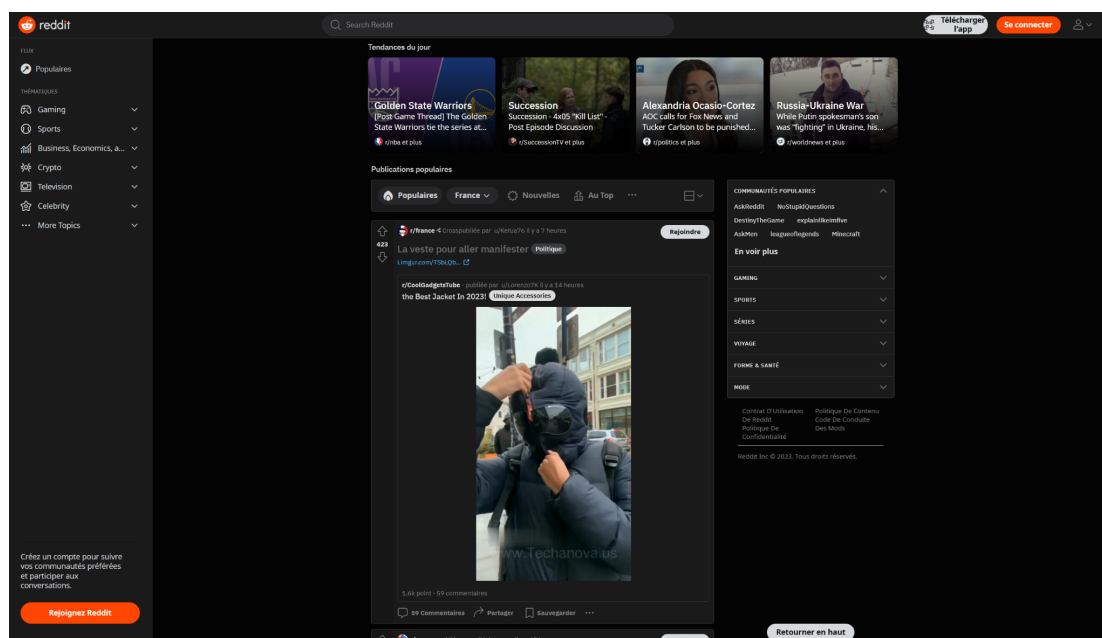 reddit
Search Reddit
Télécharger
l'app
Se connecter
FLUX
Populaires
THÉMATIQUES
Gaming
Sports
Business, Economics, a...
Crypto
Television
Celebrity
More Topics
Créez un compte pour suivre
vos communautés préférées
et participer aux
conversations.
Rejoignez Reddit
Tendances du jour
Golden State Warriors
[Post Game Thread] The Golden
State Warriors tie the series at...
r/nba et plus
Succession
Succession - 4x05 "Kill List" -
Post Episode Discussion
r/SuccessionTV et plus
Alexandria Ocasio-Cortez
AOC calls for Fox News and
Tucker Carlson to be punished...
r/politics et plus
Russia-Ukraine War
While Putin spokesman's son
was "fighting" in Ukraine, his...
r/worldnews et plus
Publications populaires
Populaires France Nouvelles Au Top ...
r/france Crosspubliée par u/Ketua76 il y a 7 heures
Rejoindre
423
La veste pour aller manifester Politique
r/CoolGadgetsTube · publiée par u/LorenzoTK il y a 14 heures
the Best Jacket In 2023! Unique Accessories
www.Techanova.us
5.6k point · 59 commentaires
89 Commentaires Partager Sauvegarder ...
COMMUNAUTÉS POPULAIRES
AskReddit NoStupidQuestions
DestinyTheGame explainlikeimfive
AskMen leagueoflegends Minecraft
En voir plus
GAMING
SPORTS
SÉRIES
VOYAGE
FORME & SANTÉ
MODE
Contrat D'Utilisation
De Reddit
Politique De
Confidentialité
Politique De Contenu
Code De Conduite
Des Mods
Reddit Inc © 2023. Tous droits réservés.
Retourner en haut